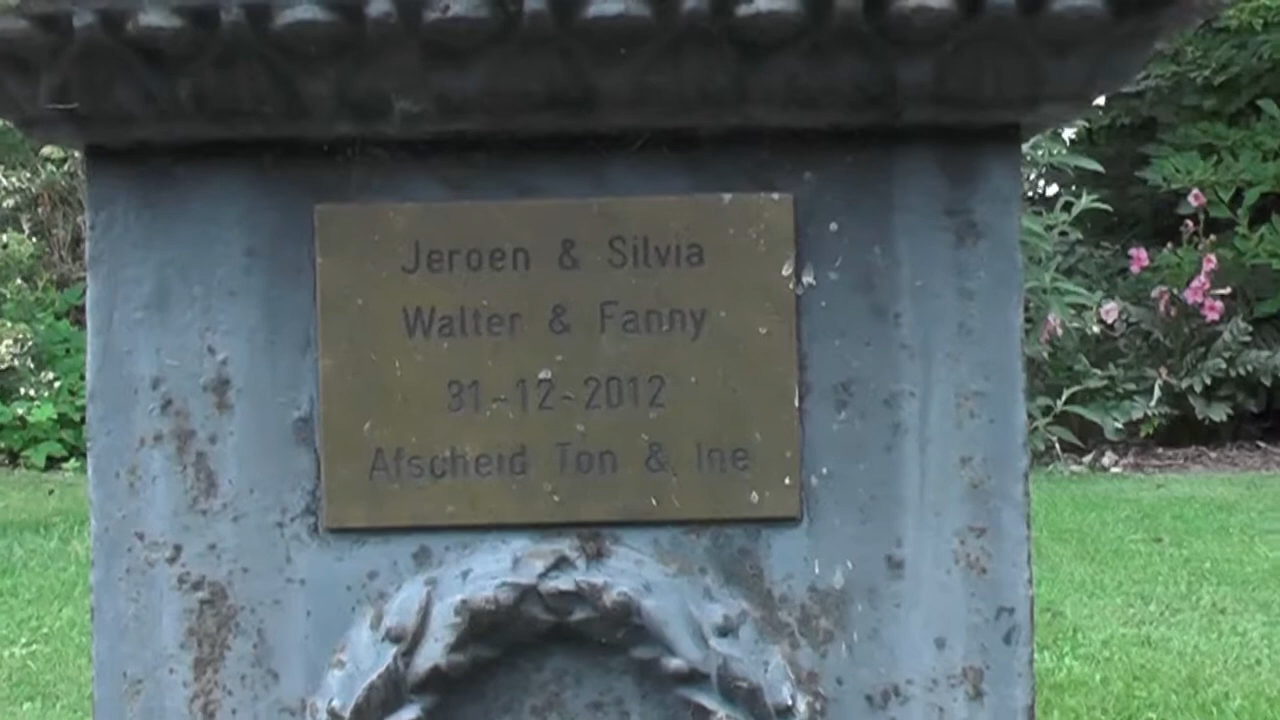 Jeroen & Silvia
Walter & Fanny
31-12-2012
Afscheid Ton & Ine